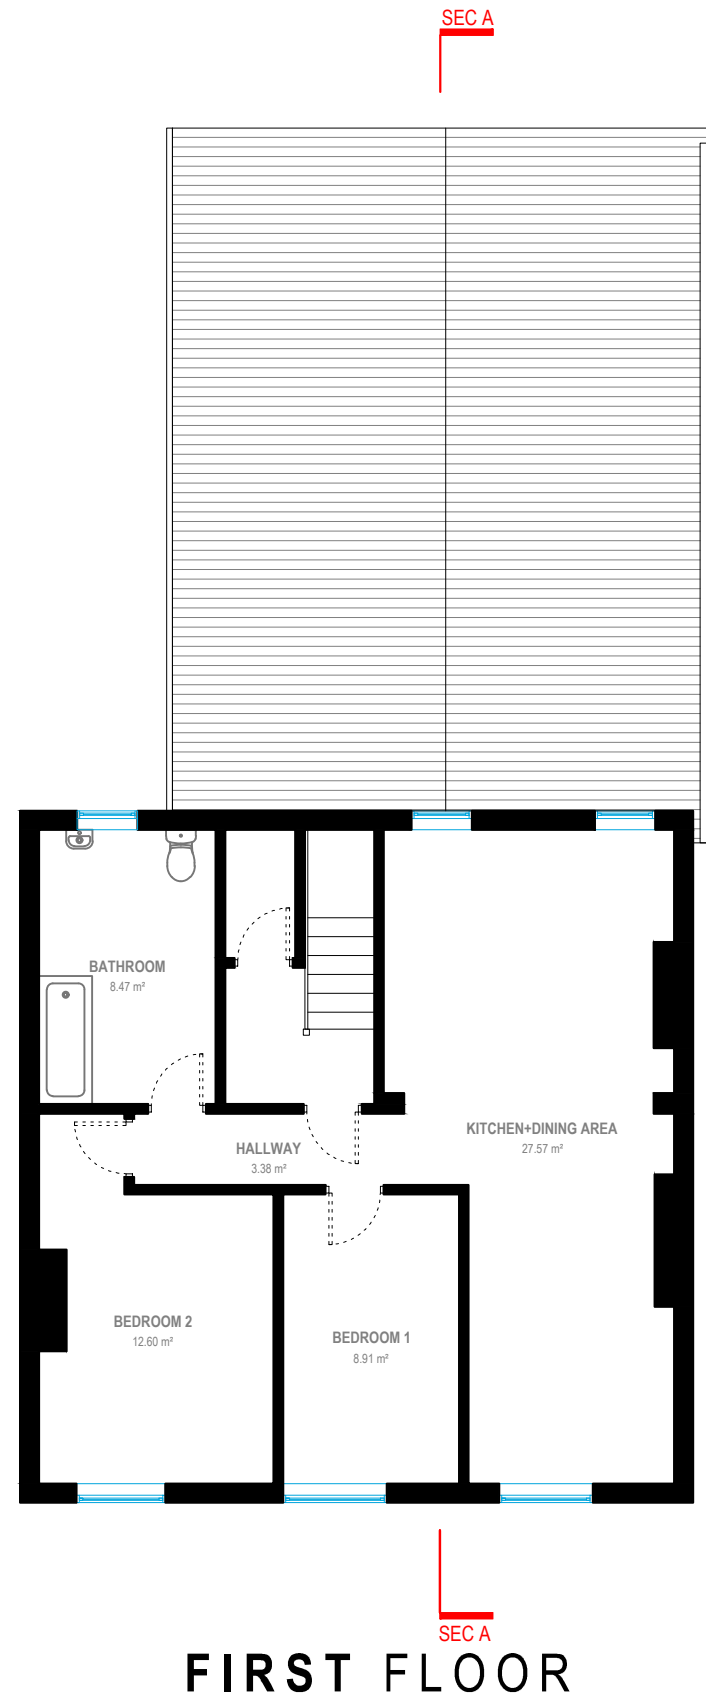 SEC A
BATHROOM
8.47 m²
KITCHEN+DINING AREA
27.57 m²
HALLWAY
3.38 m²
BEDROOM 2
12.60 m²
BEDROOM 1
8.91 m²
SEC A
FIRST FLOOR